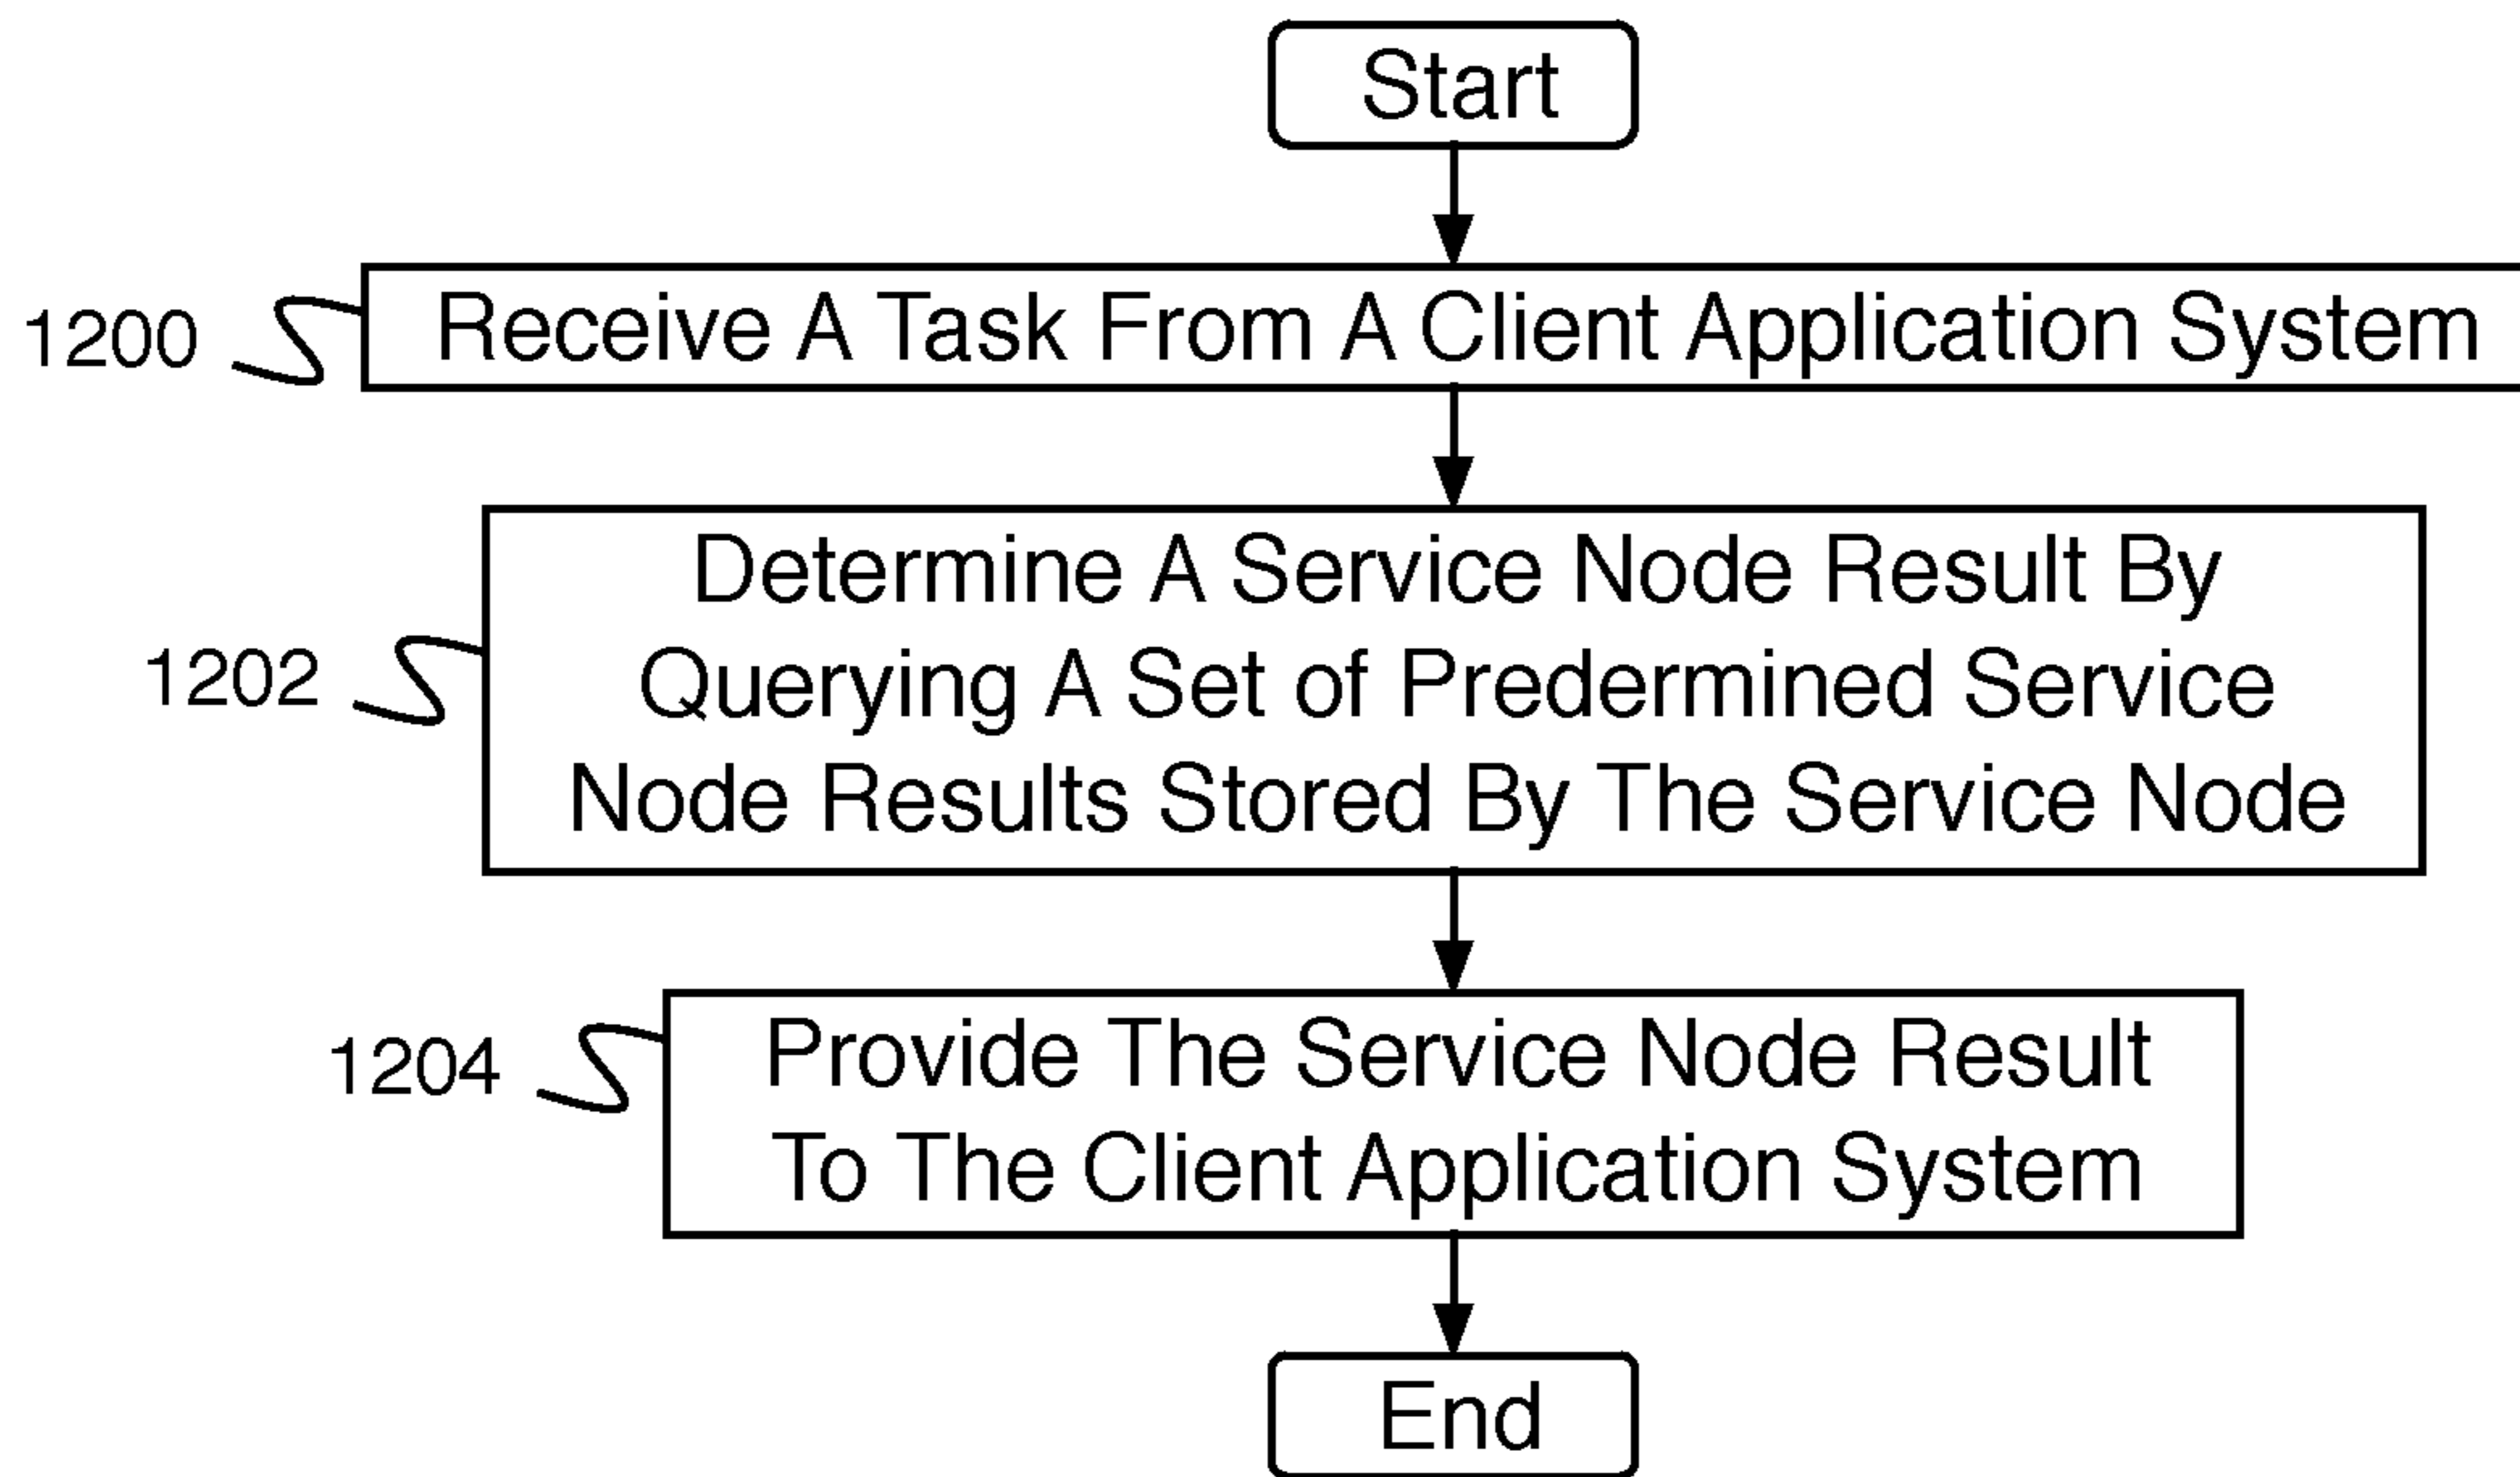 Start
1200
Receive A Task From A Client Application System
1202
Determine A Service Node Result By
Querying A Set of Predermined Service
Node Results Stored By The Service Node
1204
Provide The Service Node Result
To The Client Application System
End